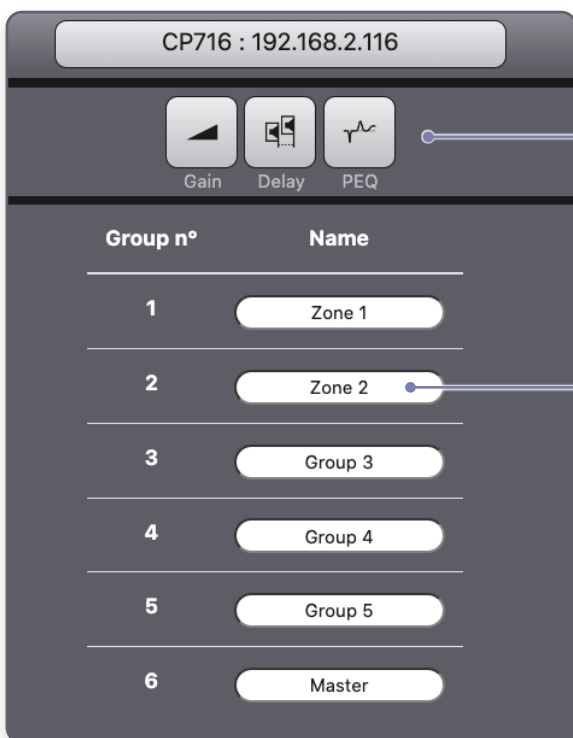 CP716 : 192.168.2.116
Gain Delay PEQ
Group nº Name
1 Zone 1
2 Zone 2
3 Group 3
4 Group 4
5 Group 5
6 Master